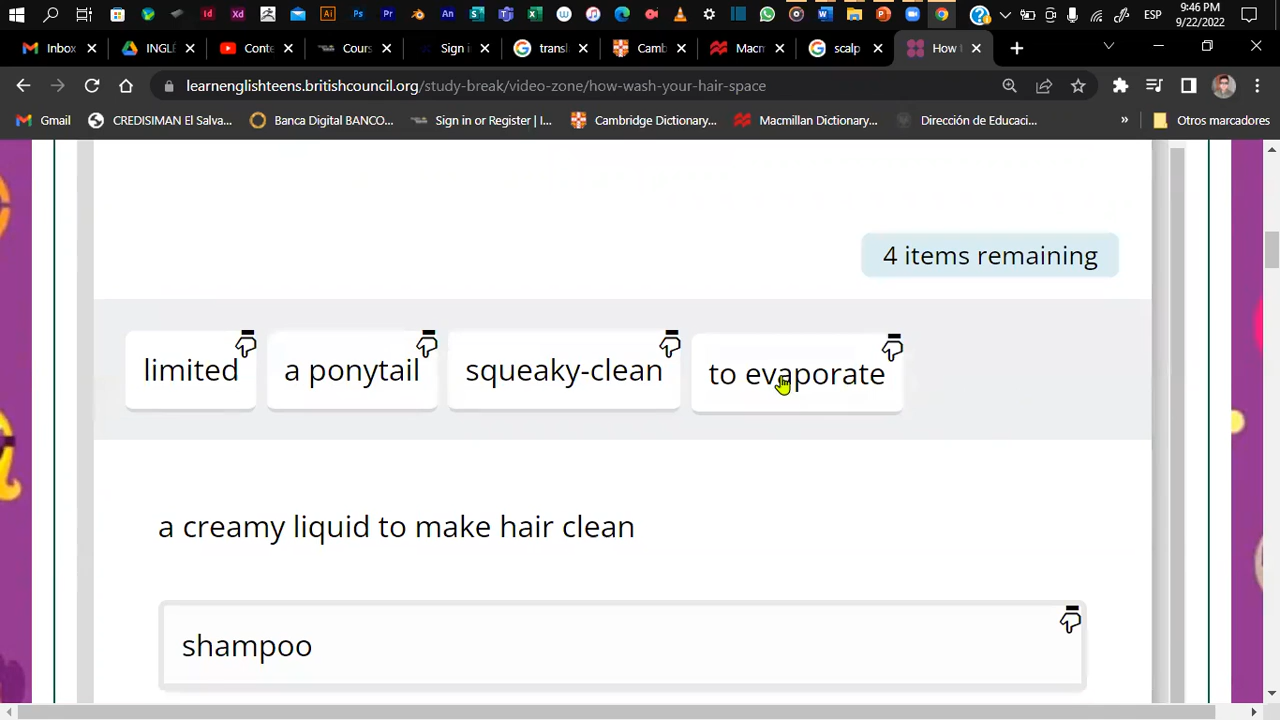 9:46 PM
ESP
9/22/2022
Inbox
INGLÉ
Conte
Cours
Sign i
transl.
Camb
Macm
scalp
How t
learnenglishteens.britishcouncil.org/study-break/video-zone/how-wash-your-hair-space
Gmail
CREDISIMAN El Salva...
Banca Digital BANCO...
Sign in or Register | I...
Cambridge Dictionary...
Macmillan Dictionary...
Dirección de Educaci...
Otros marcadores
4 items remaining
limited
a ponytail
squeaky-clean
to evaporate
a creamy liquid to make hair clean
shampoo